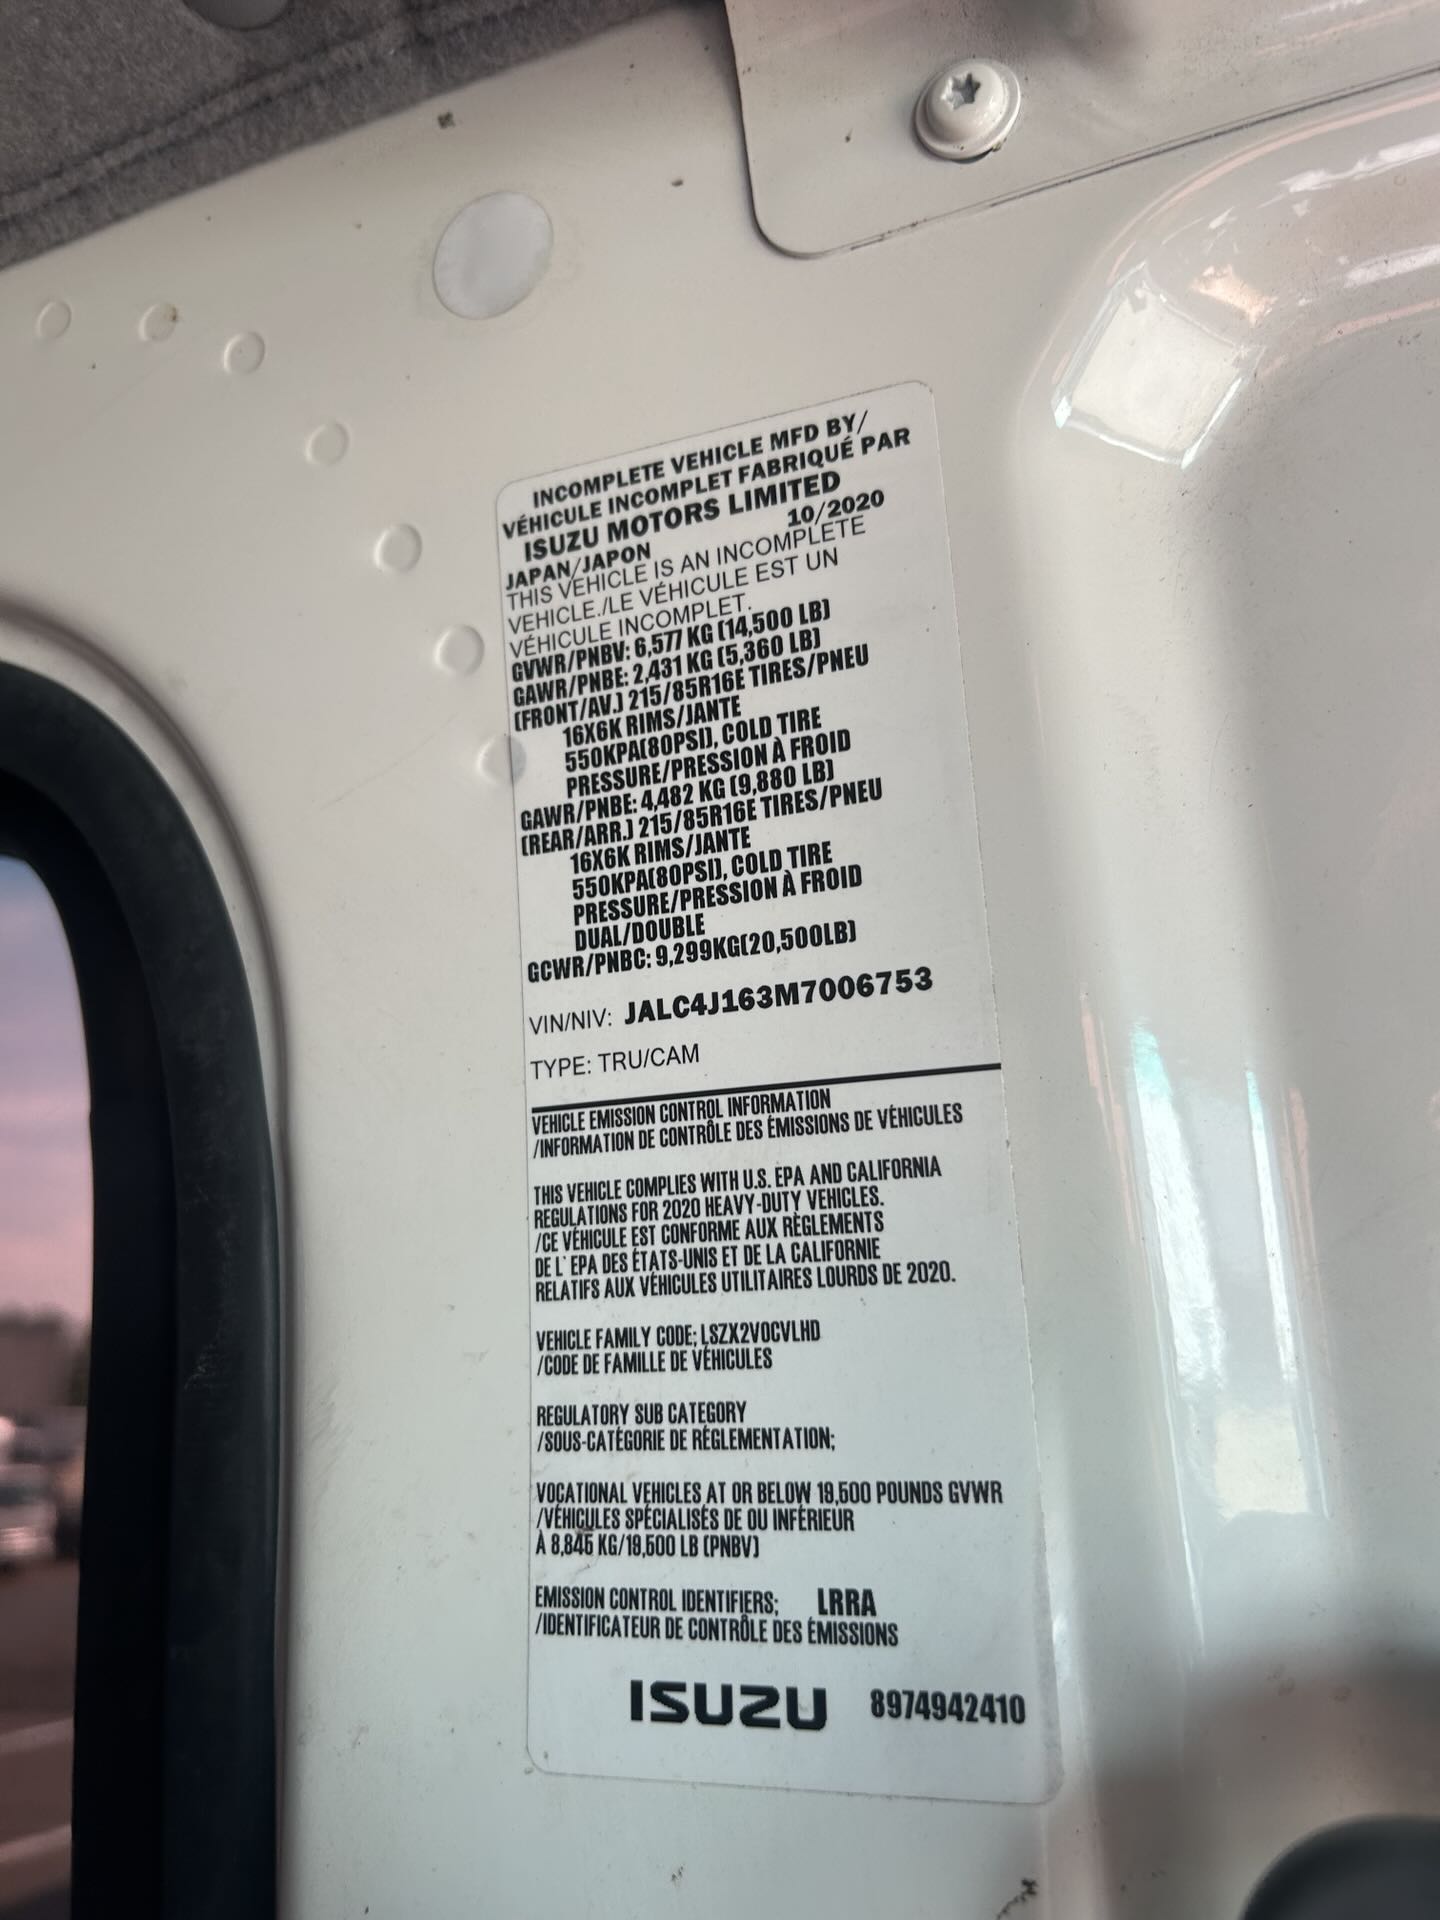 INCOMPLETE VEHICLE MFD BY/
VÉHICULE INCOMPLET FABRIQUÉ PAR
ISUZU MOTORS LIMITED
JAPAN/JAPON 10/2020
THIS VEHICLE IS AN INCOMPLETE
VEHICLE./LE VÉHICULE EST UN
VÉHICULE INCOMPLET.
GVWR/PNBV: 6,577 KG (14,500 LB)
GAWR/PNBE: 2,431 KG (5,360 LB)
(FRONT/AV.) 215/85R16E TIRES/PNEU
16X6K RIMS/JANTE
550KPA(80PSI), COLD TIRE
PRESSURE/PRESSION À FROID
GAWR/PNBE: 4,482 KG (9,880 LB)
(REAR/ARR.) 215/85R16E TIRES/PNEU
16X6K RIMS/JANTE
550KPA(80PSI), COLD TIRE
PRESSURE/PRESSION À FROID
DUAL/DOUBLE
GCWR/PNBC: 9,299KG(20,500LB)
VIN/NIV: JALC4J163M7006753
TYPE: TRU/CAM
VEHICLE EMISSION CONTROL INFORMATION
/INFORMATION DE CONTRÔLE DES ÉMISSIONS DE VÉHICULES
THIS VEHICLE COMPLIES WITH U.S. EPA AND CALIFORNIA
REGULATIONS FOR 2020 HEAVY-DUTY VEHICLES.
/CE VÉHICULE EST CONFORME AUX RÈGLEMENTS
DE L' EPA DES ÉTATS-UNIS ET DE LA CALIFORNIE
RELATIFS AUX VÉHICULES UTILITAIRES LOURDS DE 2020.
VEHICLE FAMILY CODE; LSZX2VOCVLHD
/CODE DE FAMILLE DE VÉHICULES
REGULATORY SUB CATEGORY
/SOUS-CATÉGORIE DE RÉGLEMENTATION;
VOCATIONAL VEHICLES AT OR BELOW 19,500 POUNDS GVWR
/VÉHICULES SPÉCIALISÉS DE OU INFÉRIEUR
À 8,845 KG/19,500 LB (PNBV)
EMISSION CONTROL IDENTIFIERS; LRRA
/IDENTIFICATEUR DE CONTRÔLE DES ÉMISSIONS
ISUZU 8974942410